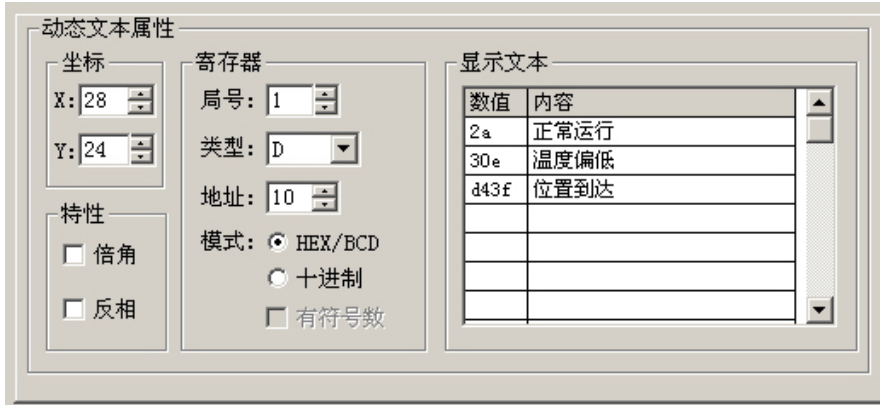 动态文本属性
坐标
X: 28
Y: 24
特性
倍角
反相
寄存器
局号: 1
类型: D
地址: 10
模式: HEX/BCD
十进制
有符号数
显示文本
数值 内容
2a 正常运行
30e 温度偏低
d43f 位置到达